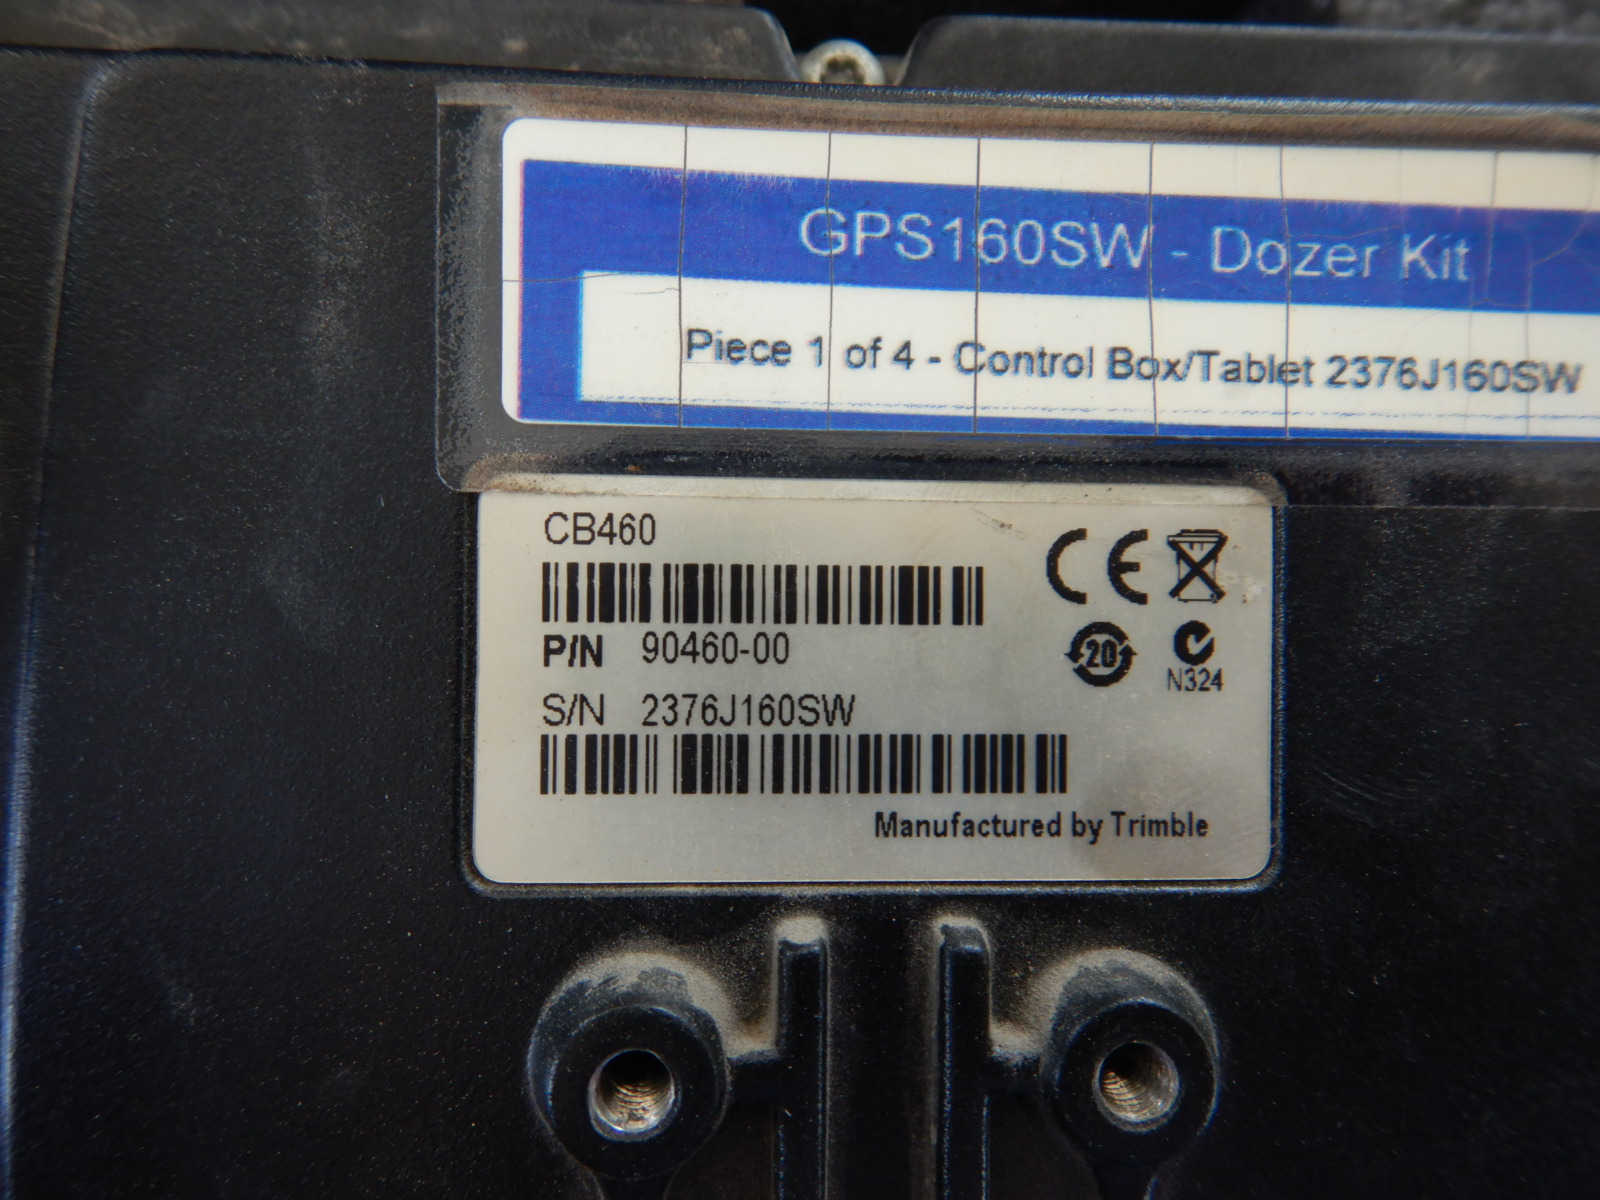 GPS160SW - Dozer Kit
Piece 1 of 4 - Control Box/Tablet 2376J160SW
CB460
CE
P/N 90460-00
20
N324
S/N 2376J160SW
Manufactured by Trimble